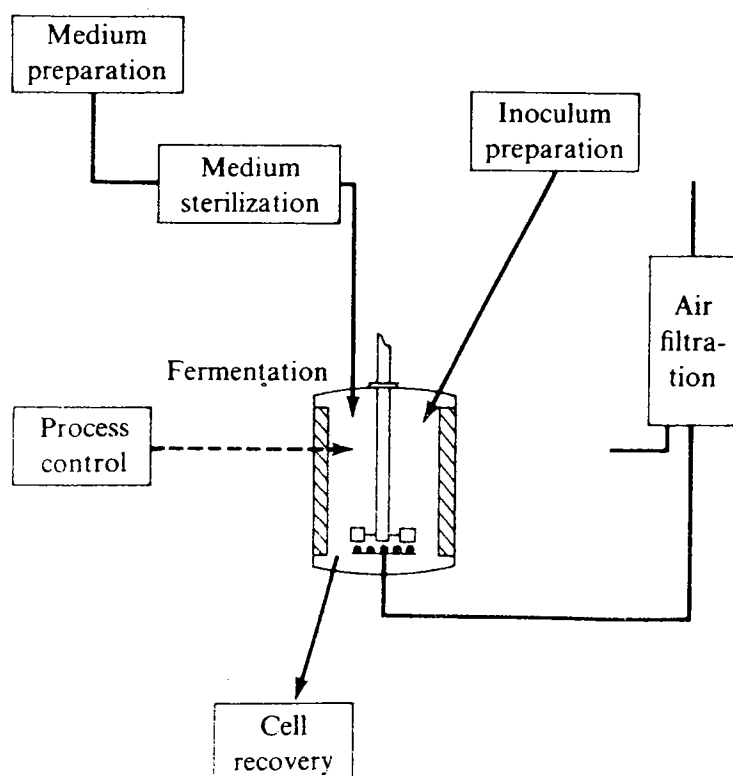 Medium
preparation
Medium
sterilization
Inoculum
preparation
Air
filtra-
tion
Fermentation
Process
control
Cell
recovery